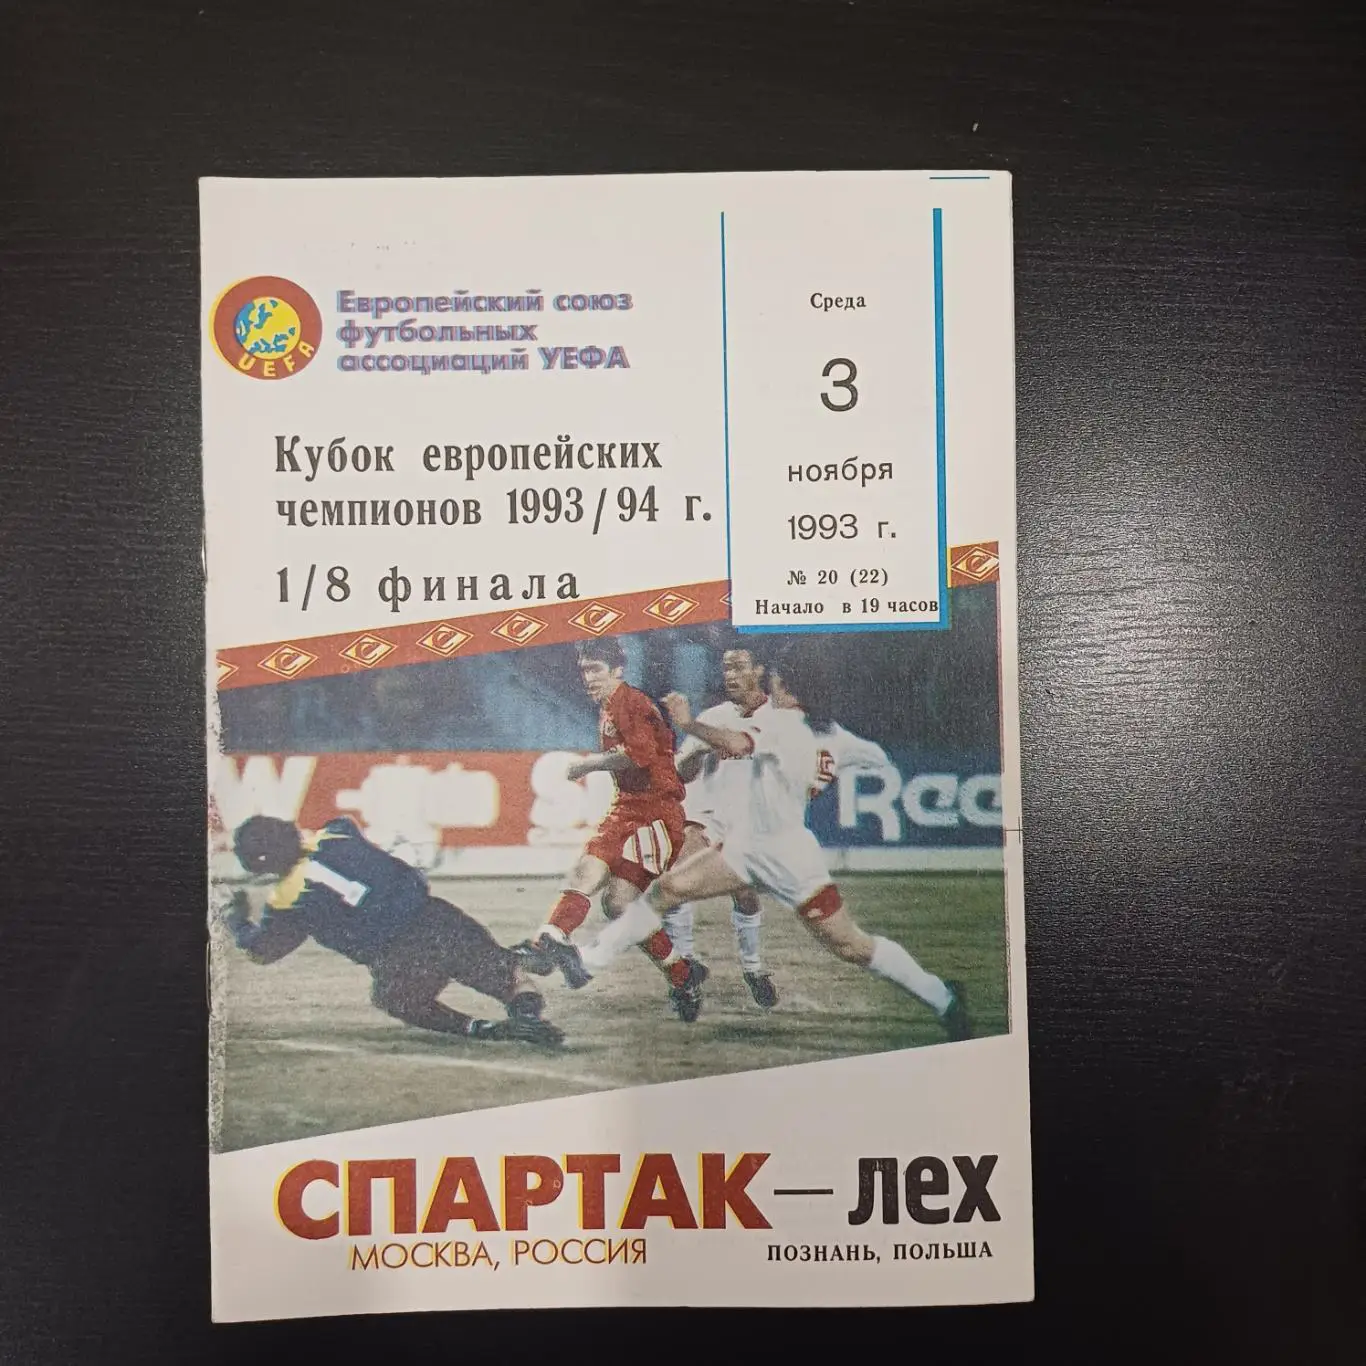 UEFA
Европейский союз
футбольных
ассоциаций УЕФА
Кубок европейских
чемпионов 1993/94 г.
1/8 финала
Среда
3
ноября
1993 г.
№ 20 (22)
Начало в 19 часов
1
СПАРТАК — ЛЕХ
МОСКВА, РОССИЯ
ПОЗНАНЬ, ПОЛЬША